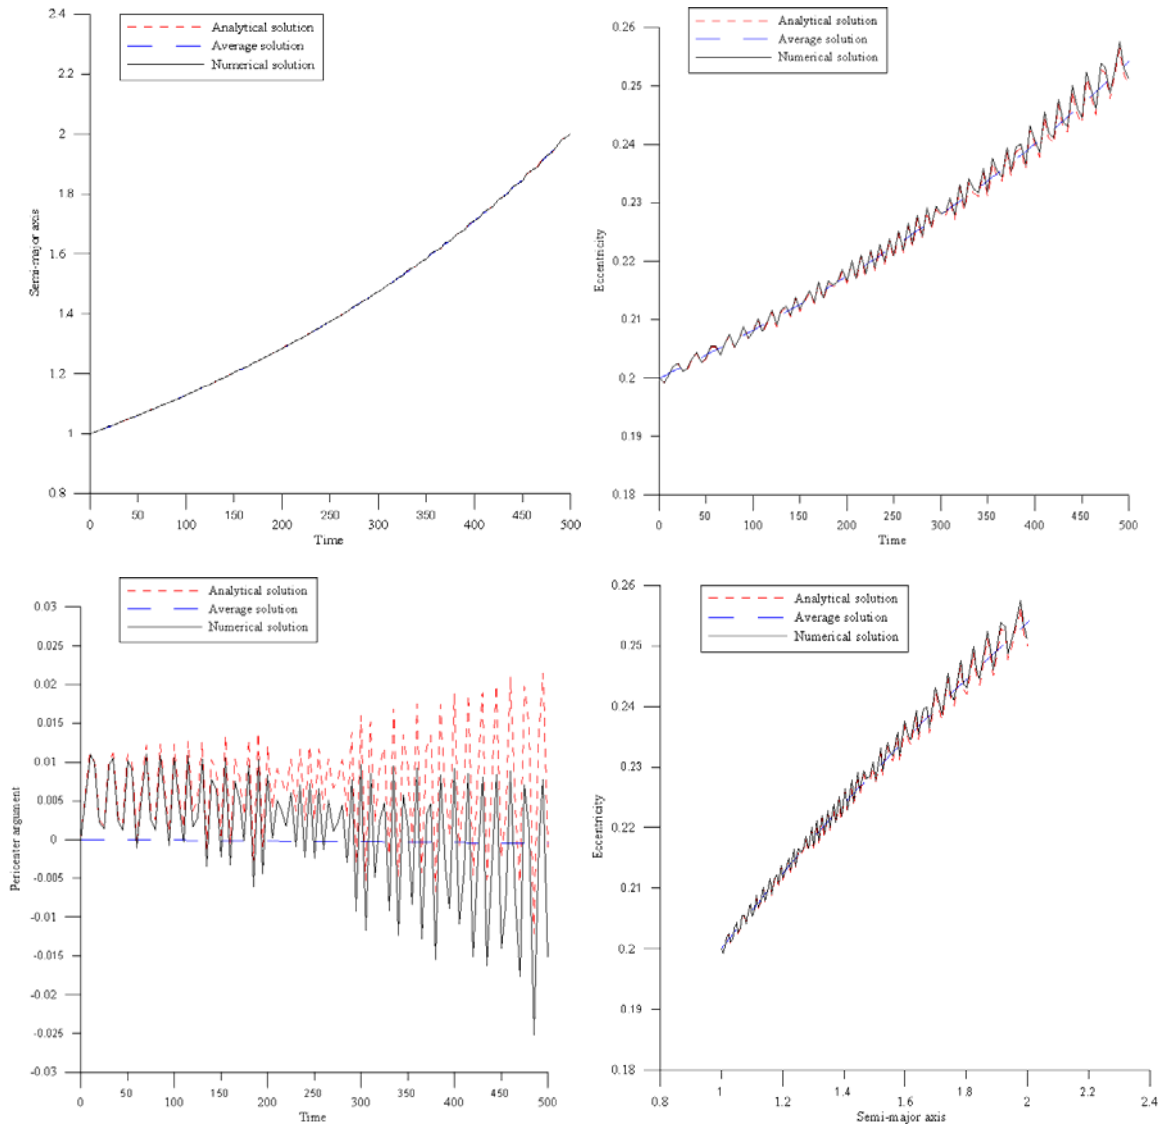 2.4
2.2
2
1.8
1.6
1.4
1.2
1
0.8
Semi-major axis
Analytical solution
Average solution
Numerical solution
0 50 100 150 200 250 300 350 400 450 500
Time
0.26
0.25
0.24
0.23
0.22
0.21
0.2
0.19
0.18
Eccentricity
Analytical solution
Average solution
Numerical solution
0 50 100 150 200 250 300 350 400 450 500
Time
0.03
0.025
0.02
0.015
0.01
0.005
0
-0.005
-0.01
-0.015
-0.02
-0.025
-0.03
Pericenter argument
Analytical solution
Average solution
Numerical solution
0 50 100 150 200 250 300 350 400 450 500
Time
0.26
0.25
0.24
0.23
0.22
0.21
0.2
0.19
0.18
Eccentricity
Analytical solution
Average solution
Numerical solution
0.8 1 1.2 1.4 1.6 1.8 2 2.2 2.4
Semi-major axis